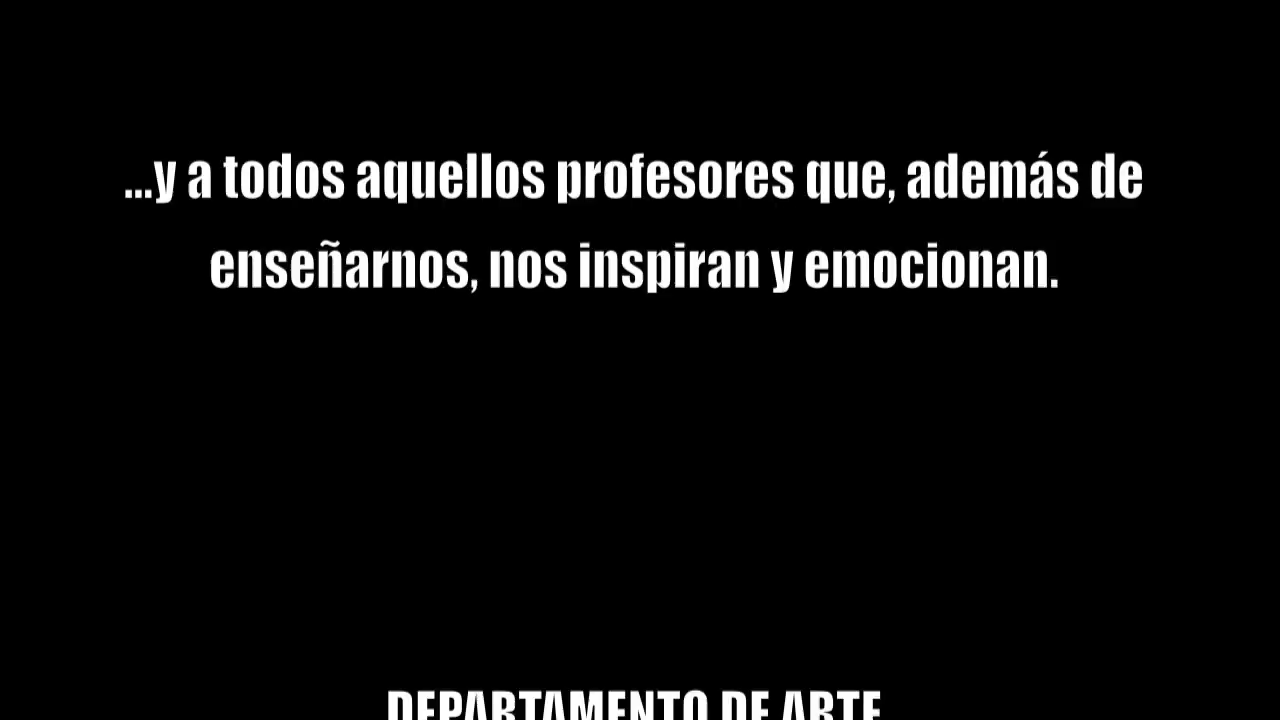 ...y a todos aquellos profesores que, además de
enseñarnos, nos inspiran y emocionan.
DEPARTAMENTO DE ARTE